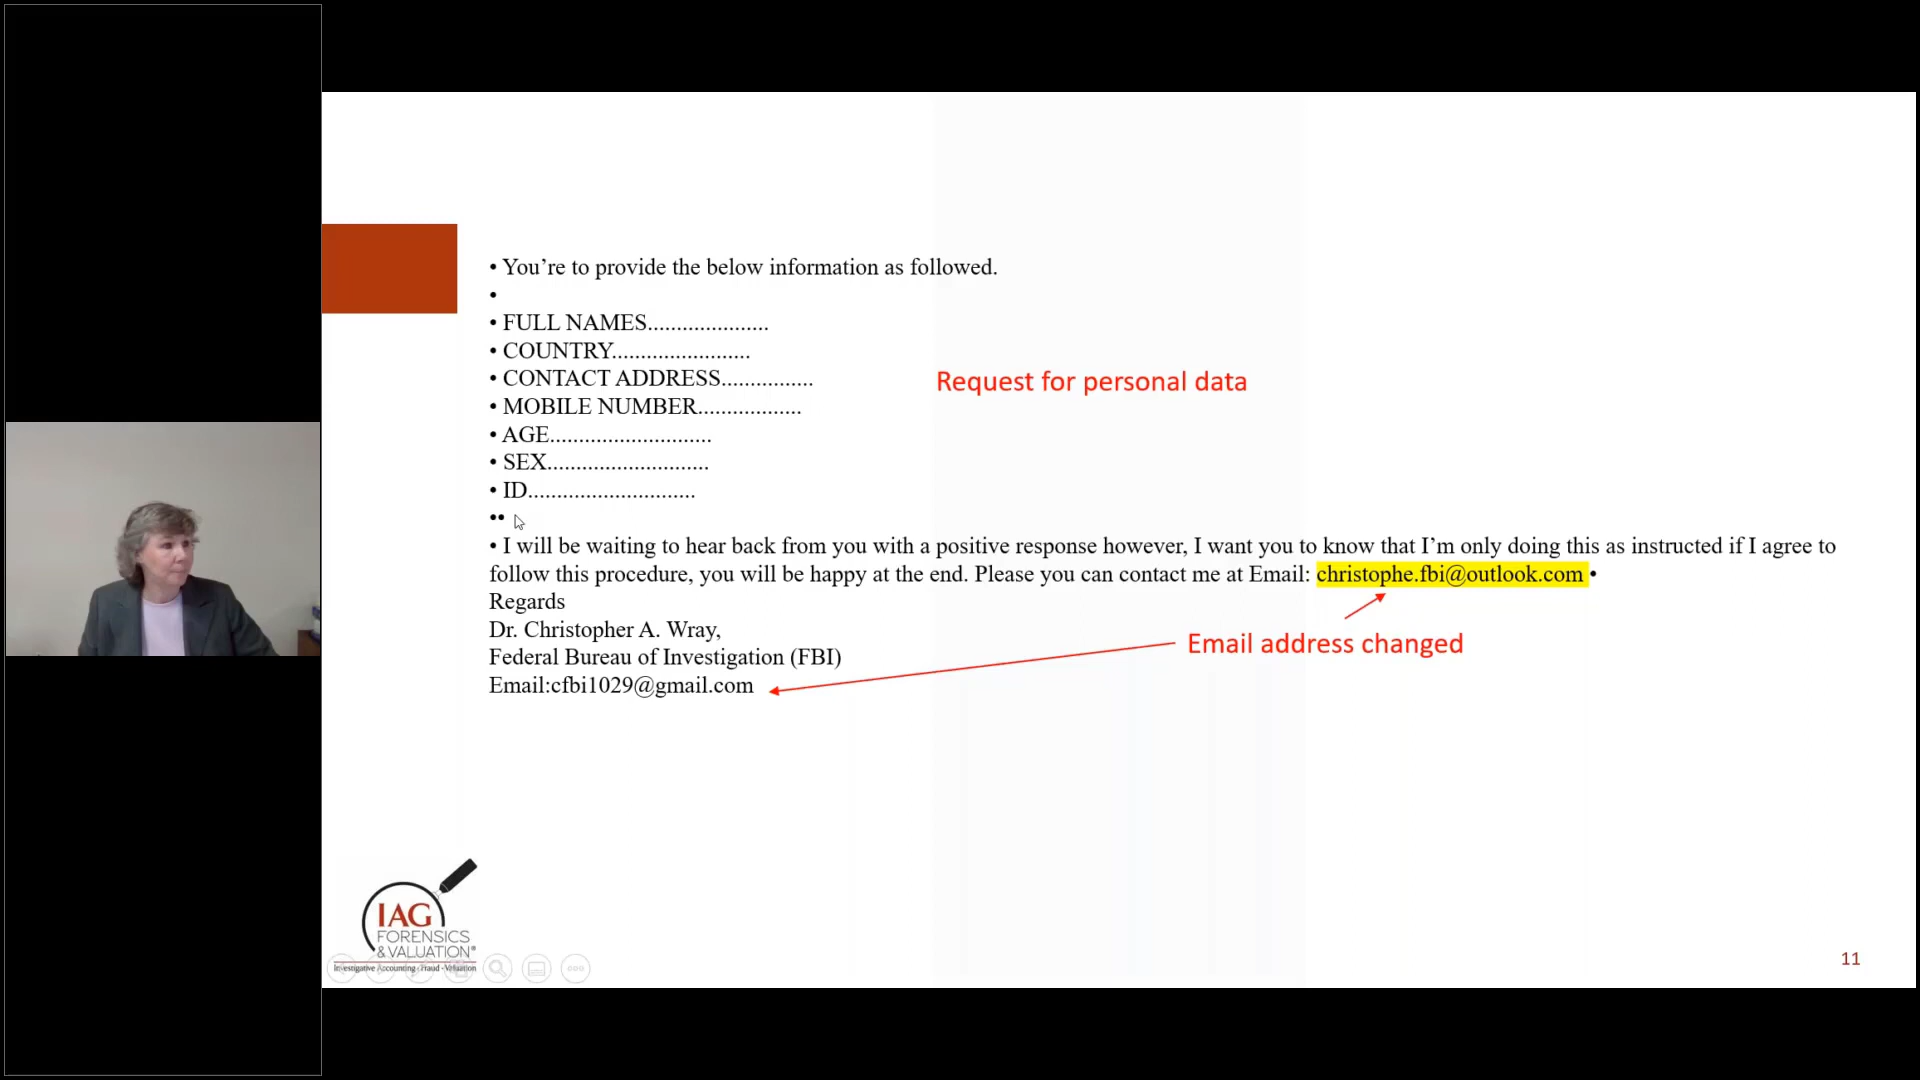 • You’re to provide the below information as followed.
•
• FULL NAMES.....................
• COUNTRY........................
• CONTACT ADDRESS................
• MOBILE NUMBER..................
• AGE............................
• SEX............................
• ID.............................
••
• I will be waiting to hear back from you with a positive response however, I want you to know that I’m only doing this as instructed if I agree to
follow this procedure, you will be happy at the end. Please you can contact me at Email: christophe.fbi@outlook.com •
Regards
Dr. Christopher A. Wray,
Federal Bureau of Investigation (FBI)
Email:cfbi1029@gmail.com
Request for personal data
Email address changed
IAG
FORENSICS
& VALUATION®
Investigative Accounting · Fraud · Valuation
11